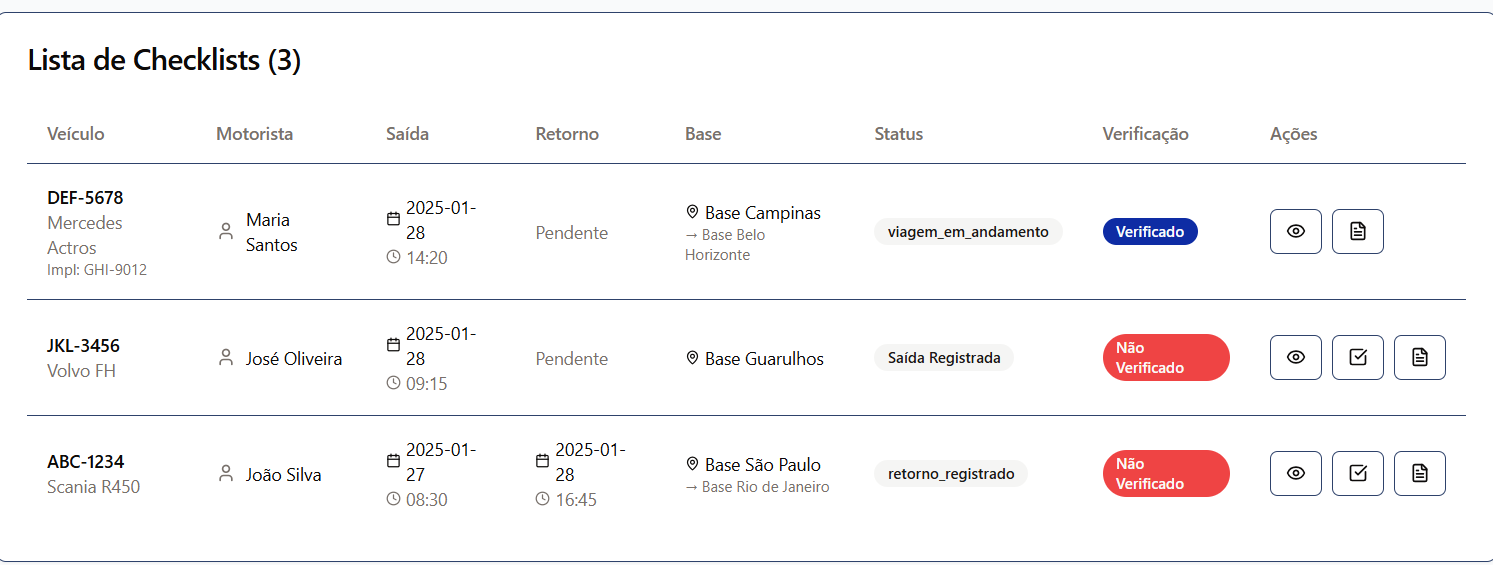 Lista de Checklists (3)
Veículo Motorista Saída Retorno Base Status Verificação Ações
DEF-5678
Mercedes
Actros
Impl: GHI-9012
Maria
Santos
2025-01-
28
14:20
Pendente
Base Campinas
→ Base Belo
Horizonte
viagem_em_andamento
Verificado
JKL-3456
Volvo FH
José Oliveira
2025-01-
28
09:15
Pendente
Base Guarulhos
Saída Registrada
Não
Verificado
ABC-1234
Scania R450
João Silva
2025-01-
27
08:30
2025-01-
28
16:45
Base São Paulo
→ Base Rio de Janeiro
retorno_registrado
Não
Verificado